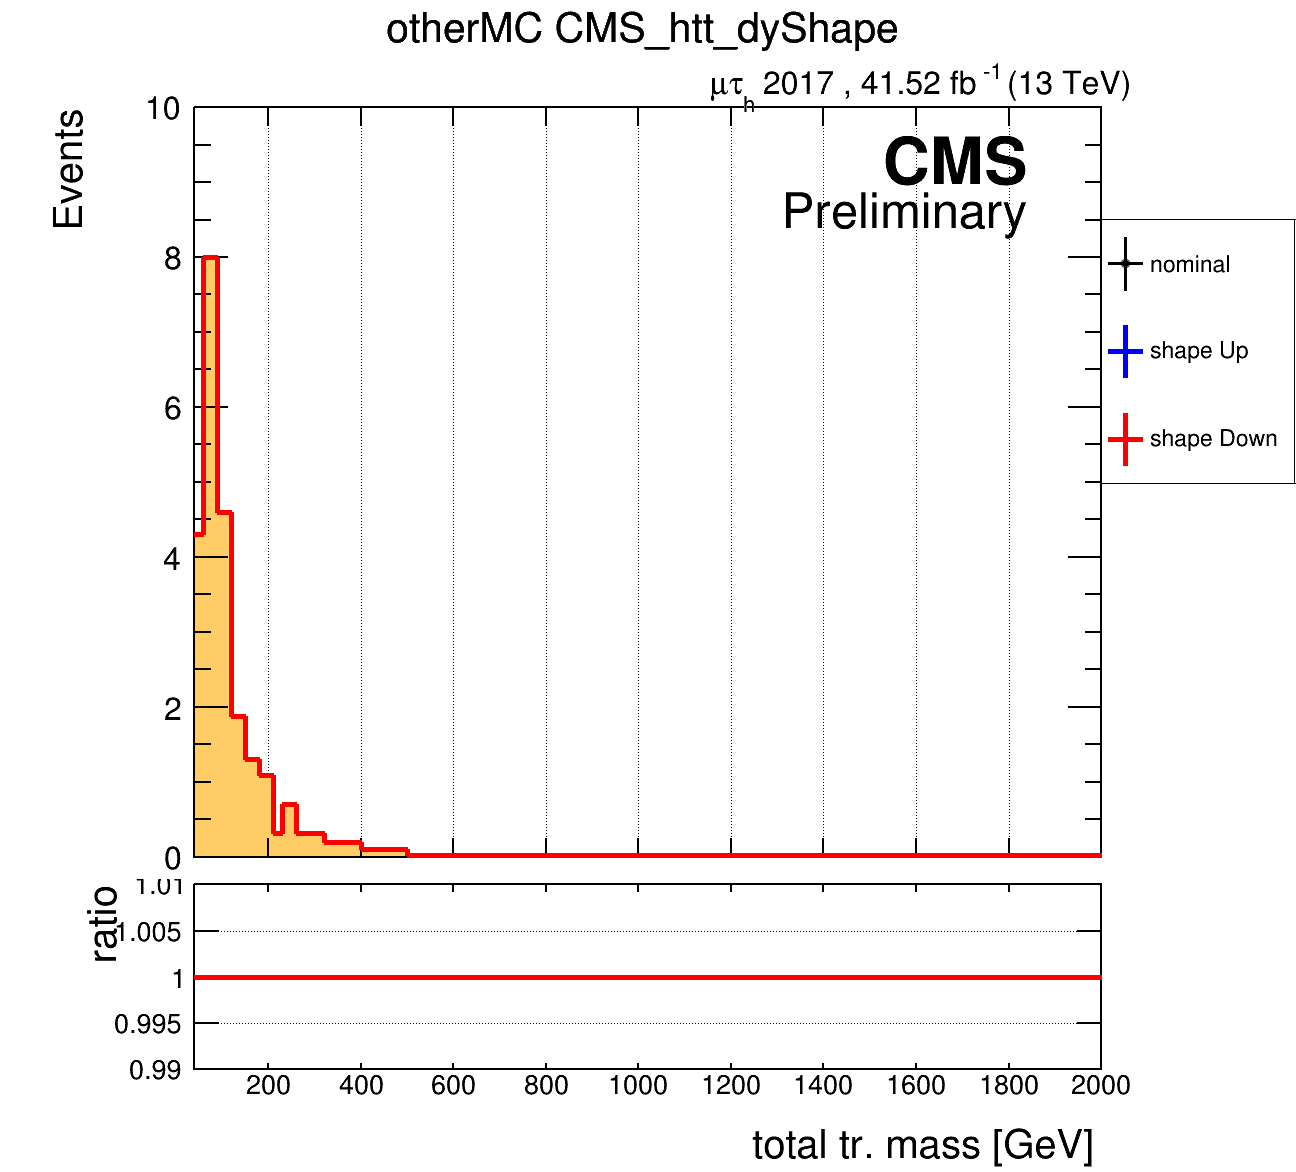 otherMC CMS_htt_dyShape
μτh 2017 , 41.52 fb-1 (13 TeV)
Events
10
8
6
4
2
0
CMS
Preliminary
nominal
shape Up
shape Down
ratio
1.01
1.005
1
0.995
0.99
200 400 600 800 1000 1200 1400 1600 1800 2000
total tr. mass [GeV]